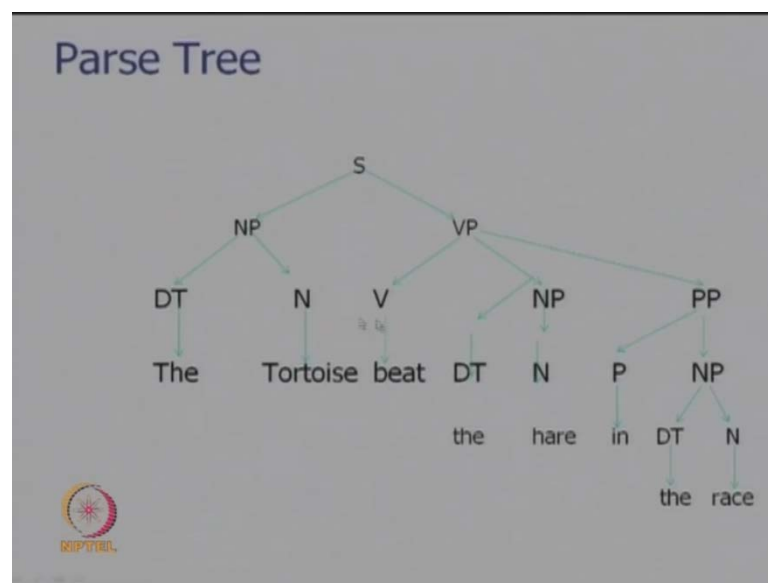 Parse Tree
S
NP VP
DT N V NP PP
The Tortoise beat DT N P NP
the hare in DT N
the race
NPTEL